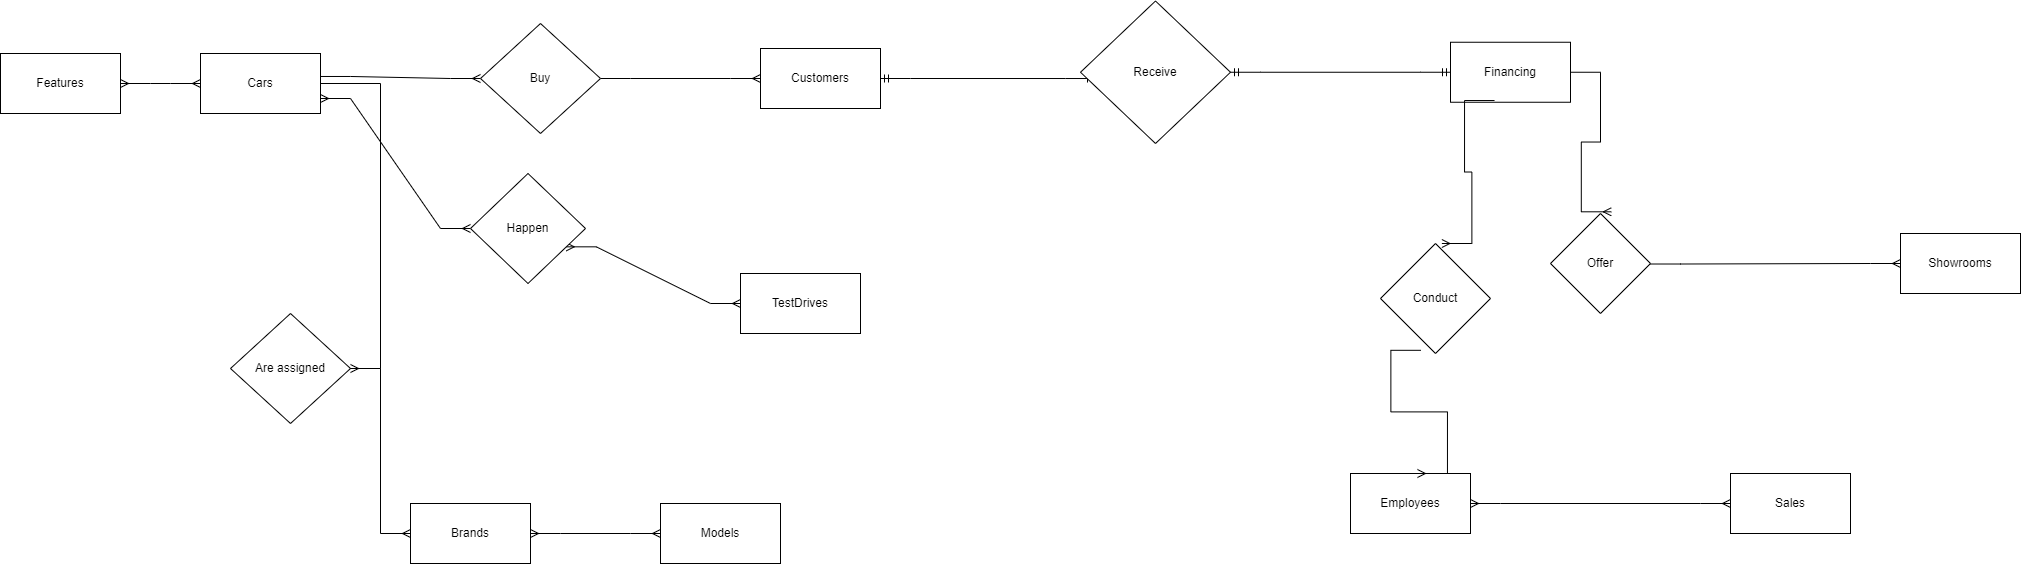 Features
Cars
Buy
Customers
Receive
Financing
Happen
TestDrives
Conduct
Offer
Showrooms
Are assigned
Brands
Models
Employees
Sales